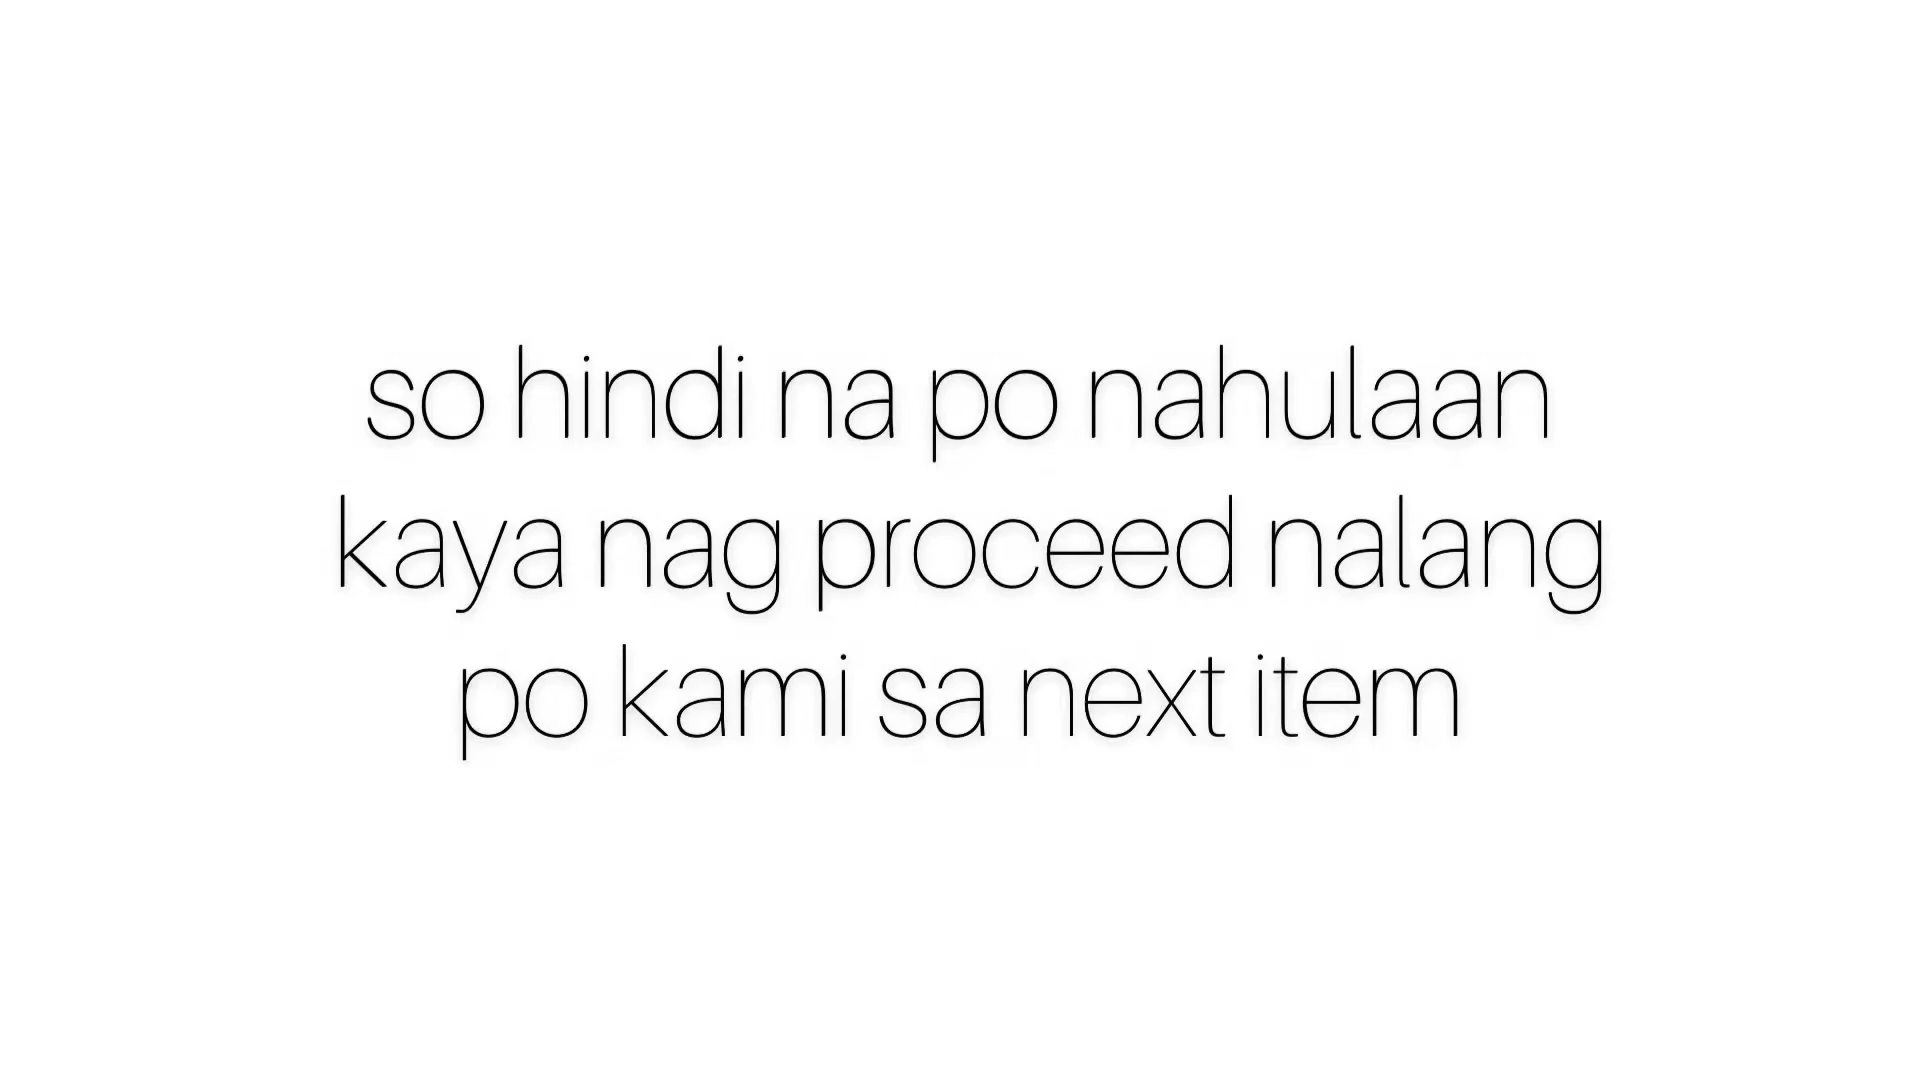 so hindi na po nahulaan
kaya nag proceed nalang
po kami sa next item